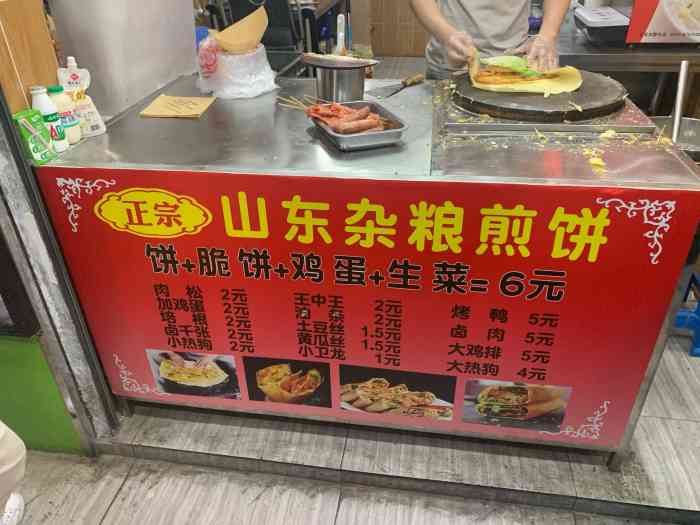 正宗 山东杂粮煎饼
饼+脆饼+鸡蛋+生菜=6元
肉松 2元 王中王 2元 烤鸭 5元
加鸡蛋 2元 油条 2元 卤肉 5元
培根 2元 土豆丝 1.5元 大鸡排 5元
卤干张 2元 黄瓜丝 1.5元 大热狗 4元
小热狗 2元 小卫龙 1元